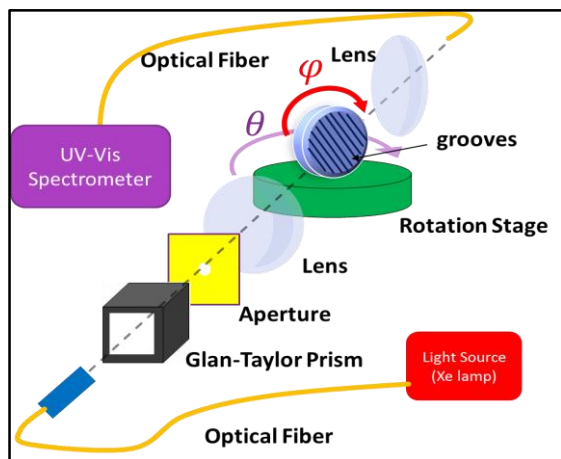 Lens
Optical Fiber
φ
θ
UV-Vis
Spectrometer
grooves
Rotation Stage
Lens
Aperture
Glan-Taylor Prism
Light Source
(Xe lamp)
Optical Fiber